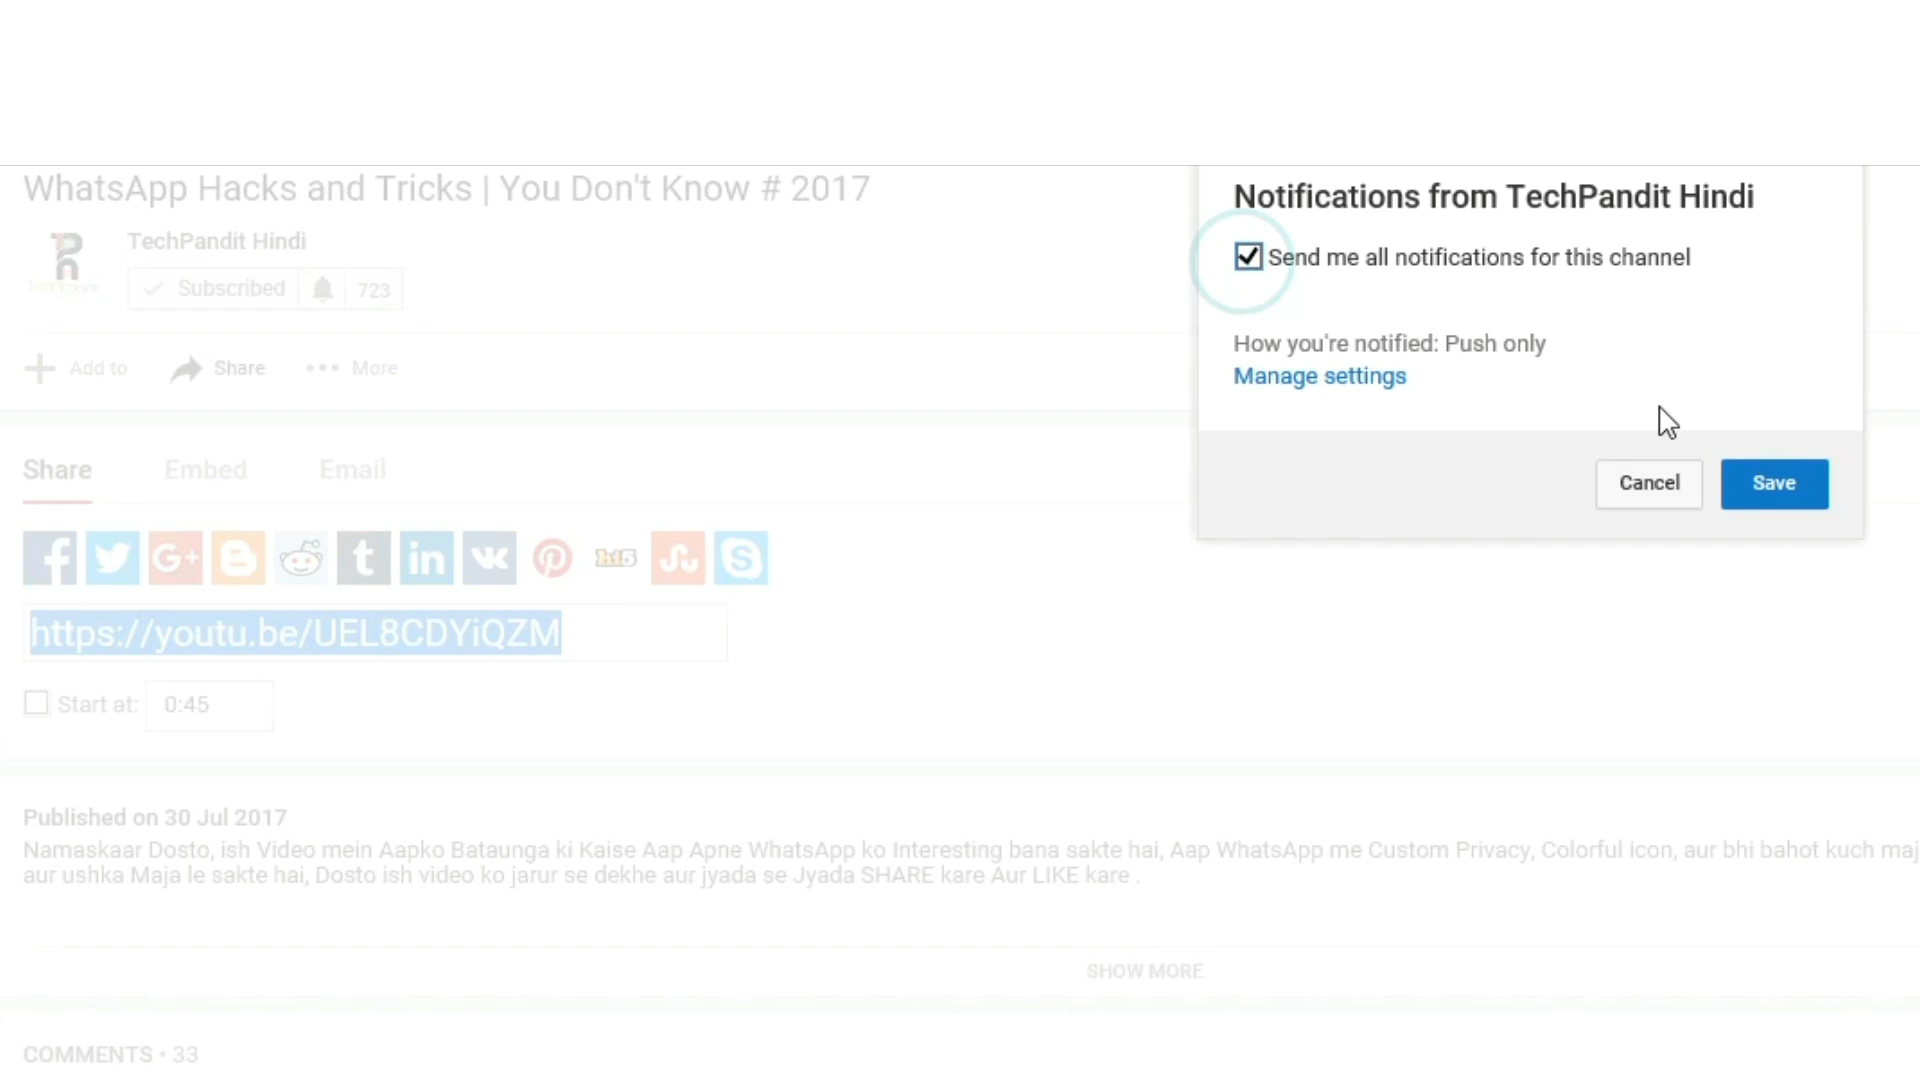 WhatsApp Hacks and Tricks | You Don't Know # 2017
TechPandit Hindi
Subscribed 723
Add to Share More
Notifications from TechPandit Hindi
Send me all notifications for this channel
How you're notified: Push only
Manage settings
Cancel Save
Share Embed Email
https://youtu.be/UEL8CDYiQZM
Start at: 0:45
Published on 30 Jul 2017
Namaskaar Dosto, ish Video mein Aapko Bataunga ki Kaise Aap Apne WhatsApp ko Interesting bana sakte hai, Aap WhatsApp me Custom Privacy, Colorful icon, aur bhi bahot kuch maj
aur ushka Maja le sakte hai, Dosto ish video ko jarur se dekhe aur jyada se Jyada SHARE kare Aur LIKE kare .
SHOW MORE
COMMENTS • 33